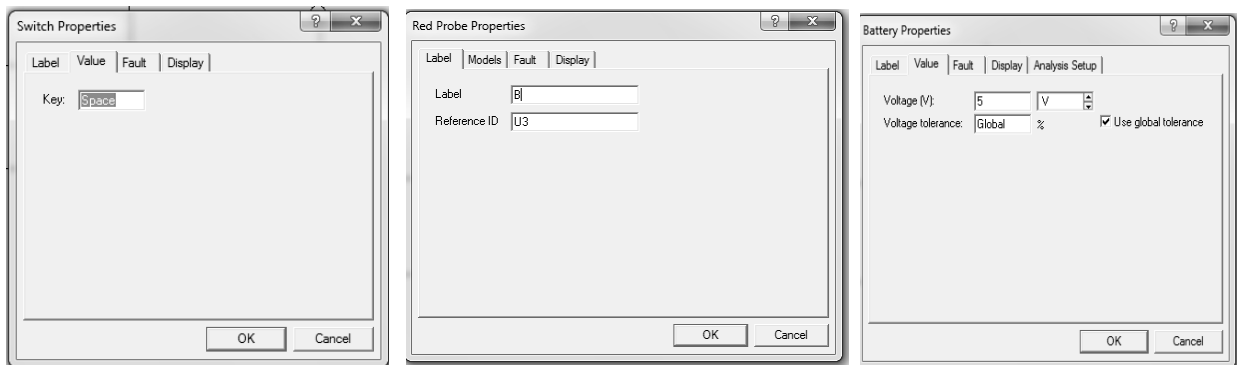 Switch Properties
Label Value Fault Display
Key: Space
OK Cancel
Red Probe Properties
Label Models Fault Display
Label B
Reference ID U3
OK Cancel
Battery Properties
Label Value Fault Display Analysis Setup
Voltage (V): 5 V
Voltage tolerance: Global % Use global tolerance
OK Cancel